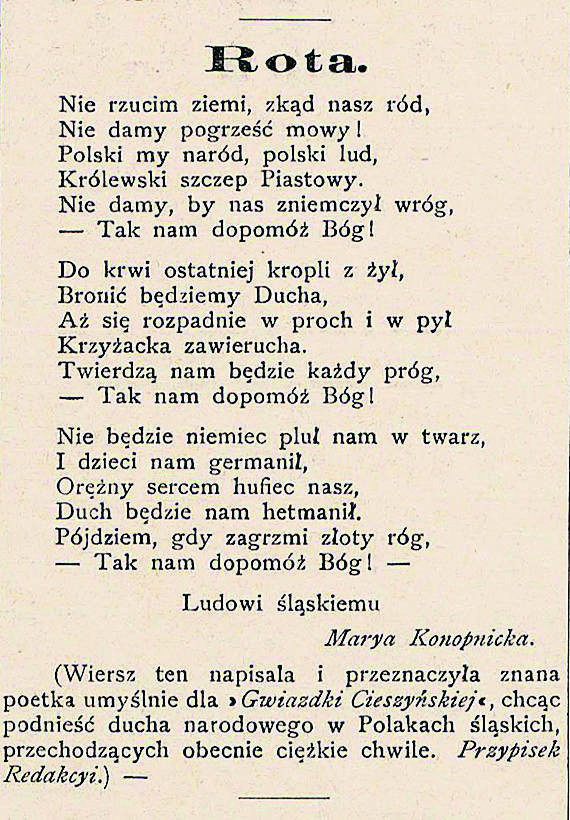 Rota.
Nie rzucim ziemi, zkąd nasz ród,
Nie damy pogrześć mowy!
Polski my naród, polski lud,
Królewski szczep Piastowy.
Nie damy, by nas zniemczył wróg,
— Tak nam dopomóż Bóg!
Do krwi ostatniej kropli z żył,
Bronić będziemy Ducha,
Aż się rozpadnie w proch i w pył
Krzyżacka zawierucha.
Twierdzą nam będzie każdy próg,
— Tak nam dopomóż Bóg!
Nie będzie niemiec pluł nam w twarz,
I dzieci nam germanił,
Orężny sercem hufiec nasz,
Duch będzie nam hetmanił.
Pójdziem, gdy zagrzmi złoty róg,
— Tak nam dopomóż Bóg! —
Ludowi śląskiemu
Marya Konopnicka.
(Wiersz ten napisała i przeznaczyła znana
poetka umyślnie dla »Gwiazdki Cieszyńskiej«, chcąc
podnieść ducha narodowego w Polakach śląskich,
przechodzących obecnie ciężkie chwile. Przypisek
Redakcyi.) —